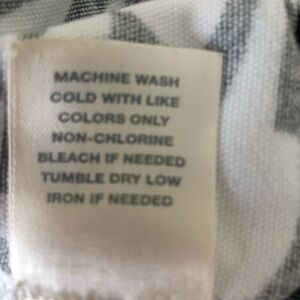 MACHINE WASH
COLD WITH LIKE
COLORS ONLY
NON-CHLORINE
BLEACH IF NEEDED
TUMBLE DRY LOW
IRON IF NEEDED